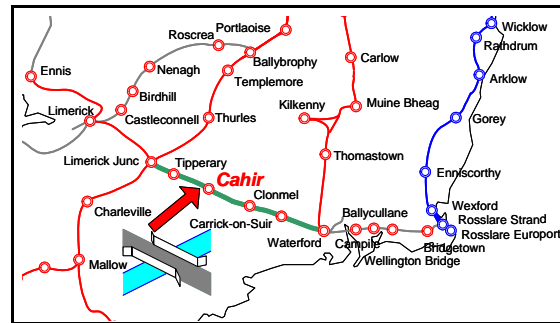 Portlaoise
Wicklow
Roscrea
Rathdrum
Ballybrophy
Carlow
Ennis
Nenagh
Templemore
Arklow
Birdhill
Kilkenny
Muine Bheag
Limerick
Castleconnell
Thurles
Gorey
Limerick Junc
Tipperary
Thomastown
Cahir
Enniscorthy
Clonmel
Charleville
Wexford
Carrick-on-Suir
Ballycullane
Rosslare Strand
Waterford
Campile
Rosslare Europort
Bridgetown
Mallow
Wellington Bridge